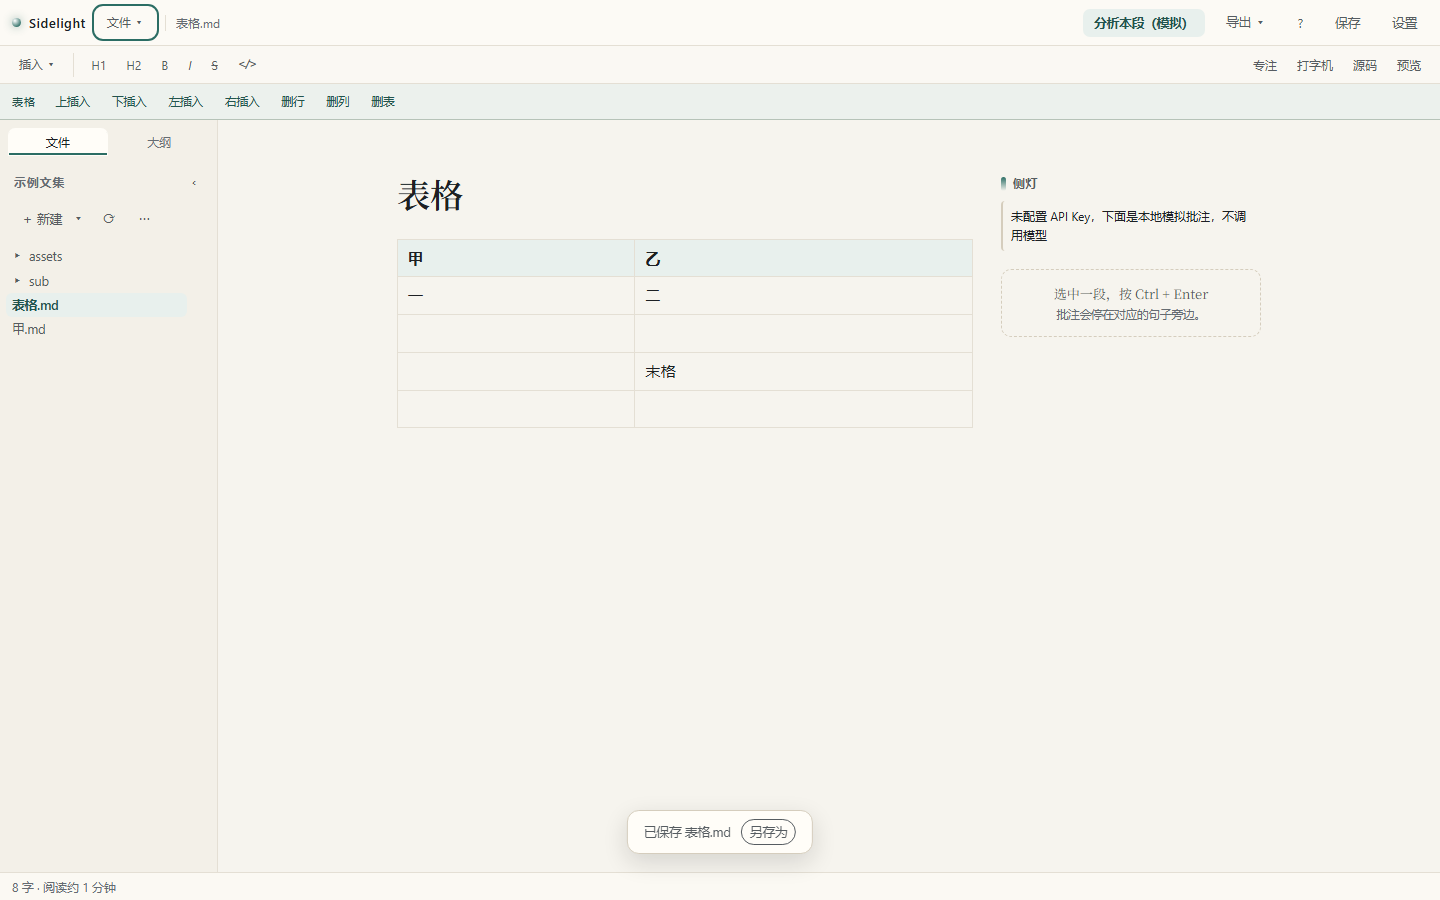 Sidelight 文件 表格.md 分析本段（模拟） 导出 ? 保存 设置
插入 H1 H2 B I S </> 专注 打字机 源码 预览
表格 上插入 下插入 左插入 右插入 删行 删列 删表
文件 大纲
示例文集
+ 新建 ···
assets
sub
表格.md
甲.md
表格
甲 乙
一 二
末格
侧灯
未配置 API Key，下面是本地模拟批注，不调
用模型
选中一段，按 Ctrl + Enter
批注会停在对应的句子旁边。
已保存 表格.md 另存为
8 字 · 阅读约 1 分钟